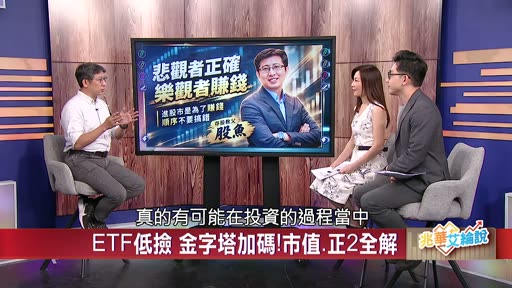 悲觀者正確
樂觀者賺錢
進股市是為了賺錢
順序不要搞錯
股魚
真的有可能在投資的過程當中
ETF低撿 金字塔加碼!市值.正2全解
兆華艾綸說